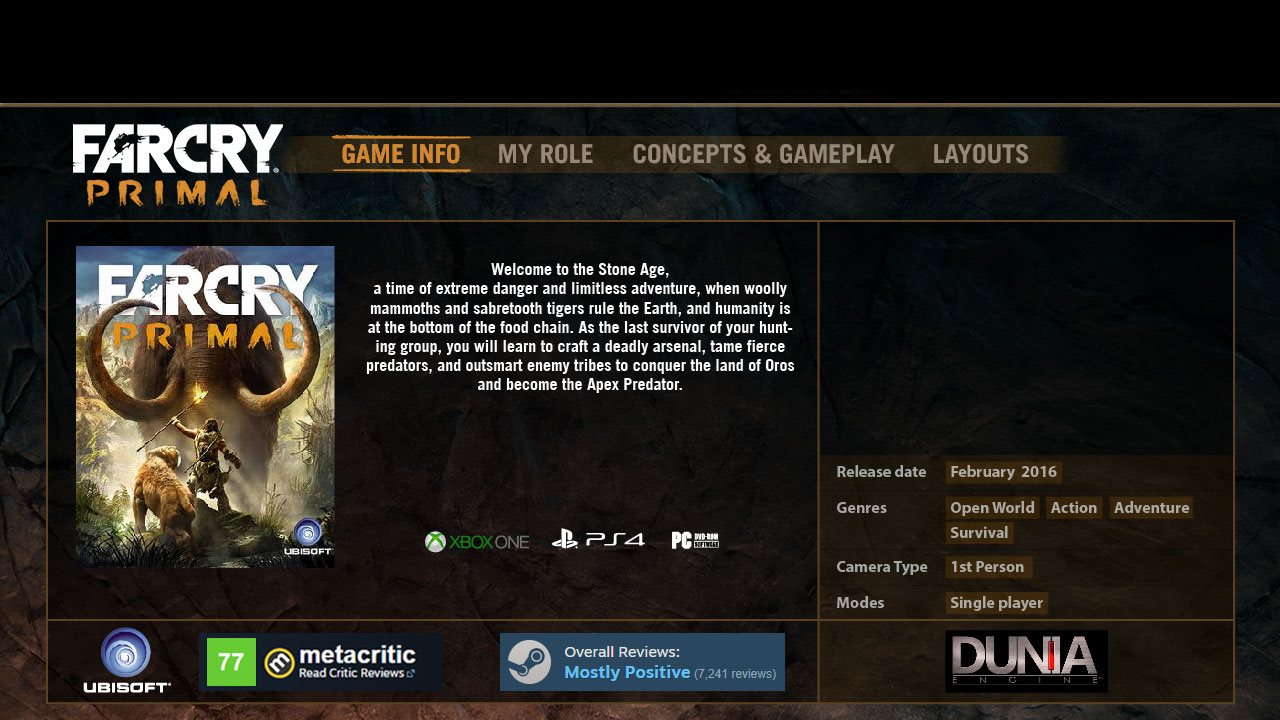 FARCRY
PRIMAL
GAME INFO MY ROLE CONCEPTS & GAMEPLAY LAYOUTS
FARCRY
PRIMAL
UBISOFT
Welcome to the Stone Age,
a time of extreme danger and limitless adventure, when woolly
mammoths and sabretooth tigers rule the Earth, and humanity is
at the bottom of the food chain. As the last survivor of your hunt-
ing group, you will learn to craft a deadly arsenal, tame fierce
predators, and outsmart enemy tribes to conquer the land of Oros
and become the Apex Predator.
XBOX ONE PS4 PC DVD-ROM
SOFTWARE
Release date February 2016
Genres Open World Action Adventure
Survival
Camera Type 1st Person
Modes Single player
UBISOFT
77 metacritic
Read Critic Reviews
Overall Reviews:
Mostly Positive (7,241 reviews)
DUNIA
ENGINE